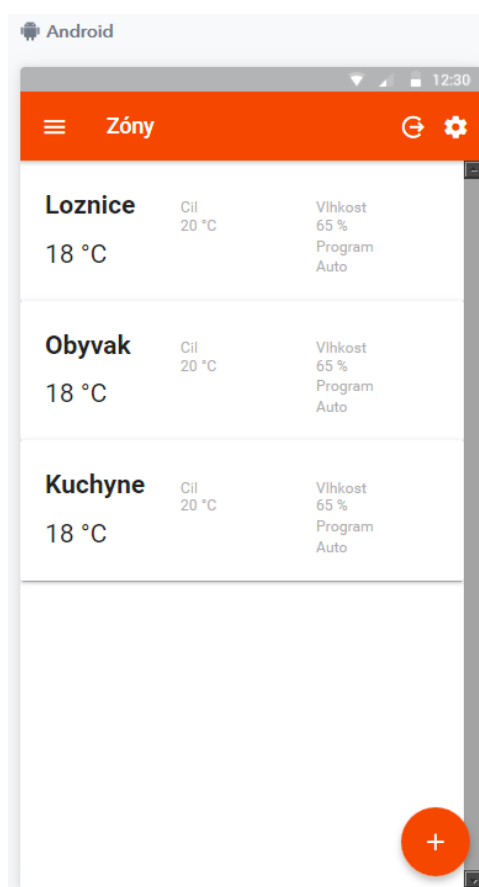 Android
12:30
Zóny
Loznice
18 °C
Cil
20 °C
Vlhkost
65 %
Program
Auto
Obyvak
18 °C
Cil
20 °C
Vlhkost
65 %
Program
Auto
Kuchyne
18 °C
Cil
20 °C
Vlhkost
65 %
Program
Auto